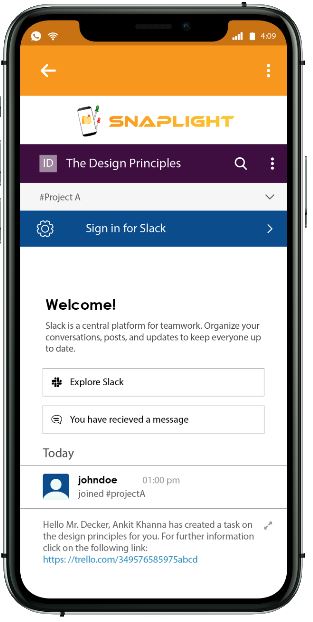 4:09
SNAPLIGHT
ID The Design Principles
#Project A
Sign in for Slack
Welcome!
Slack is a central platform for teamwork. Organize your
conversations, posts, and updates to keep everyone up
to date.
Explore Slack
You have recieved a message
Today
johndoe 01:00 pm
joined #projectA
Hello Mr. Decker, Ankit Khanna has created a task on
the design principles for you. For further information
click on the following link:
https: //trello.com/349576585975abcd